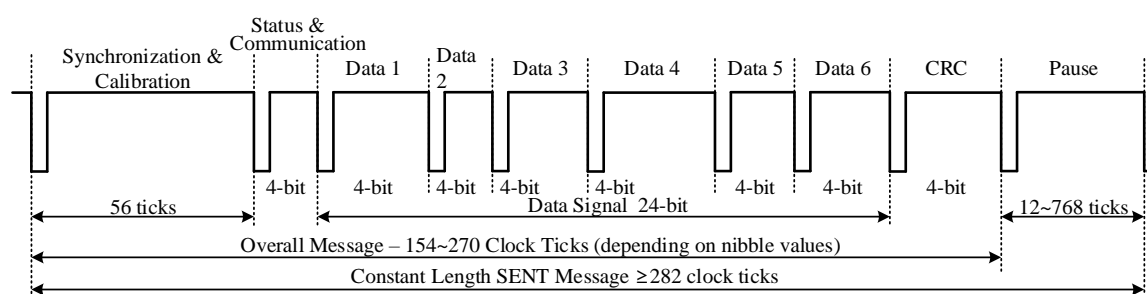 Status &
Communication
Synchronization &
Calibration
Data 1
Data
2
Data 3
Data 4
Data 5
Data 6
CRC
Pause
4-bit
4-bit
4-bit
4-bit
4-bit
4-bit
4-bit
4-bit
56 ticks
Data Signal 24-bit
12~768 ticks
Overall Message – 154~270 Clock Ticks (depending on nibble values)
Constant Length SENT Message ≥282 clock ticks